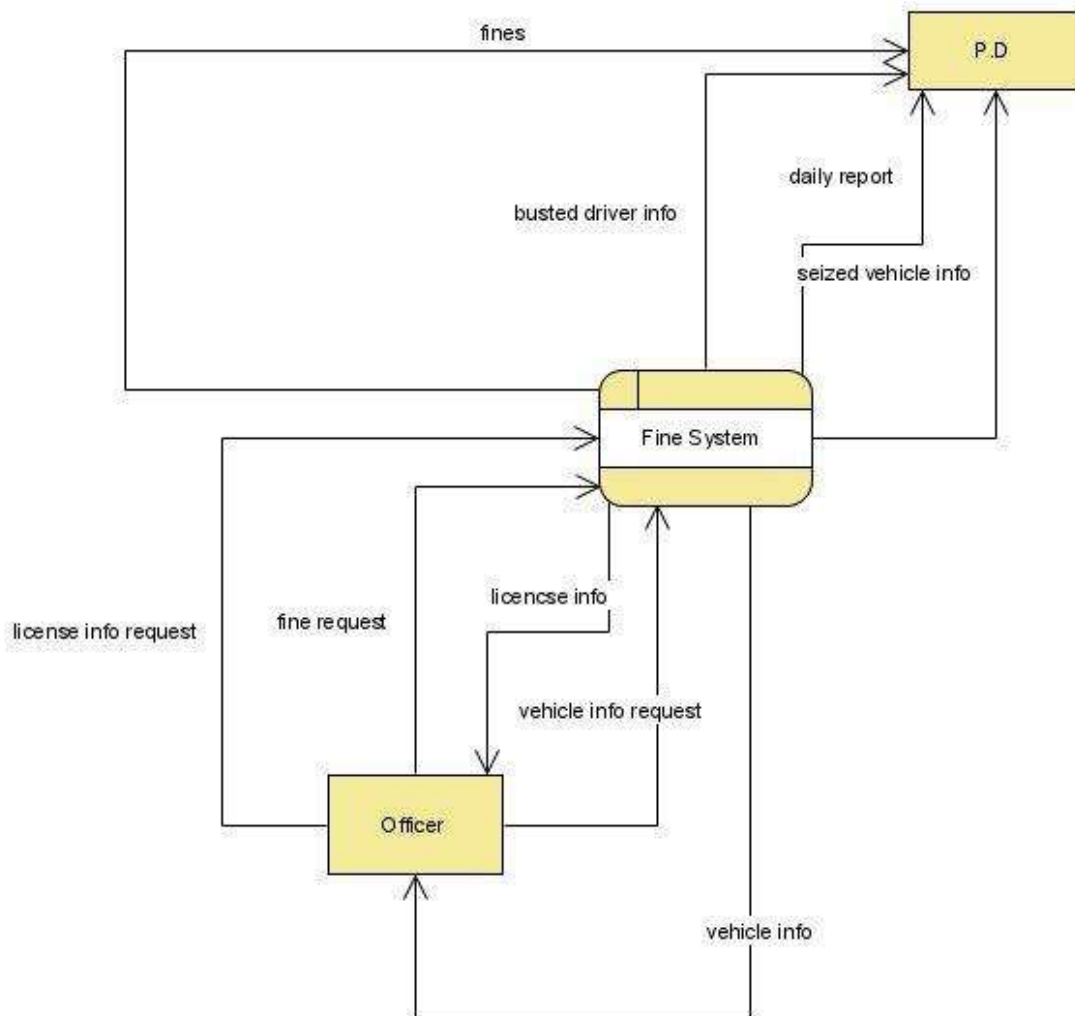 fines
P.D
daily report
busted driver info
seized vehicle info
Fine System
licencse info
fine request
license info request
vehicle info request
Officer
vehicle info